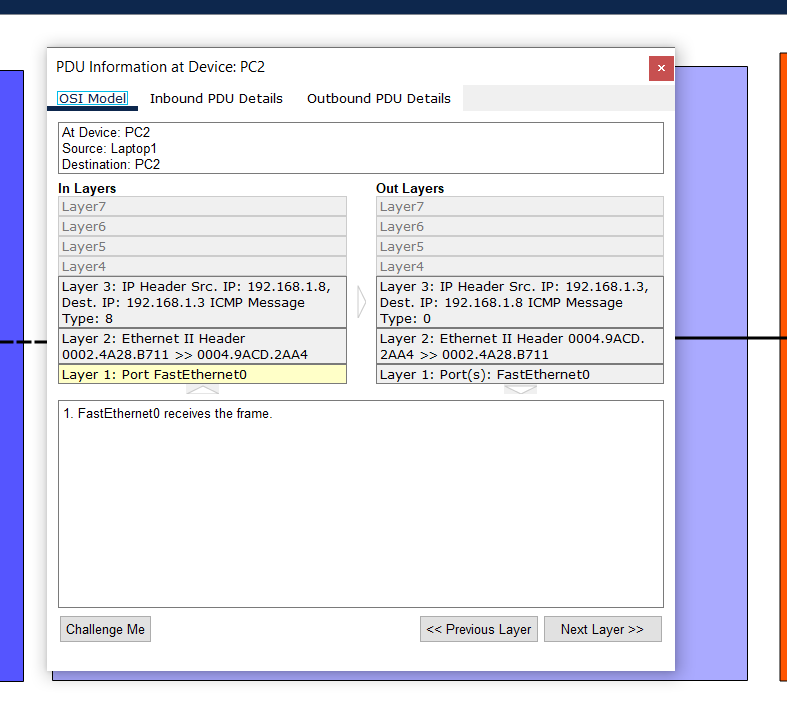 PDU Information at Device: PC2
×
OSI Model Inbound PDU Details Outbound PDU Details
At Device: PC2
Source: Laptop1
Destination: PC2
In Layers
Layer7
Layer6
Layer5
Layer4
Layer 3: IP Header Src. IP: 192.168.1.8,
Dest. IP: 192.168.1.3 ICMP Message
Type: 8
Layer 2: Ethernet II Header
0002.4A28.B711 >> 0004.9ACD.2AA4
Layer 1: Port FastEthernet0
Out Layers
Layer7
Layer6
Layer5
Layer4
Layer 3: IP Header Src. IP: 192.168.1.3,
Dest. IP: 192.168.1.8 ICMP Message
Type: 0
Layer 2: Ethernet II Header 0004.9ACD.
2AA4 >> 0002.4A28.B711
Layer 1: Port(s): FastEthernet0
1. FastEthernet0 receives the frame.
Challenge Me << Previous Layer Next Layer >>